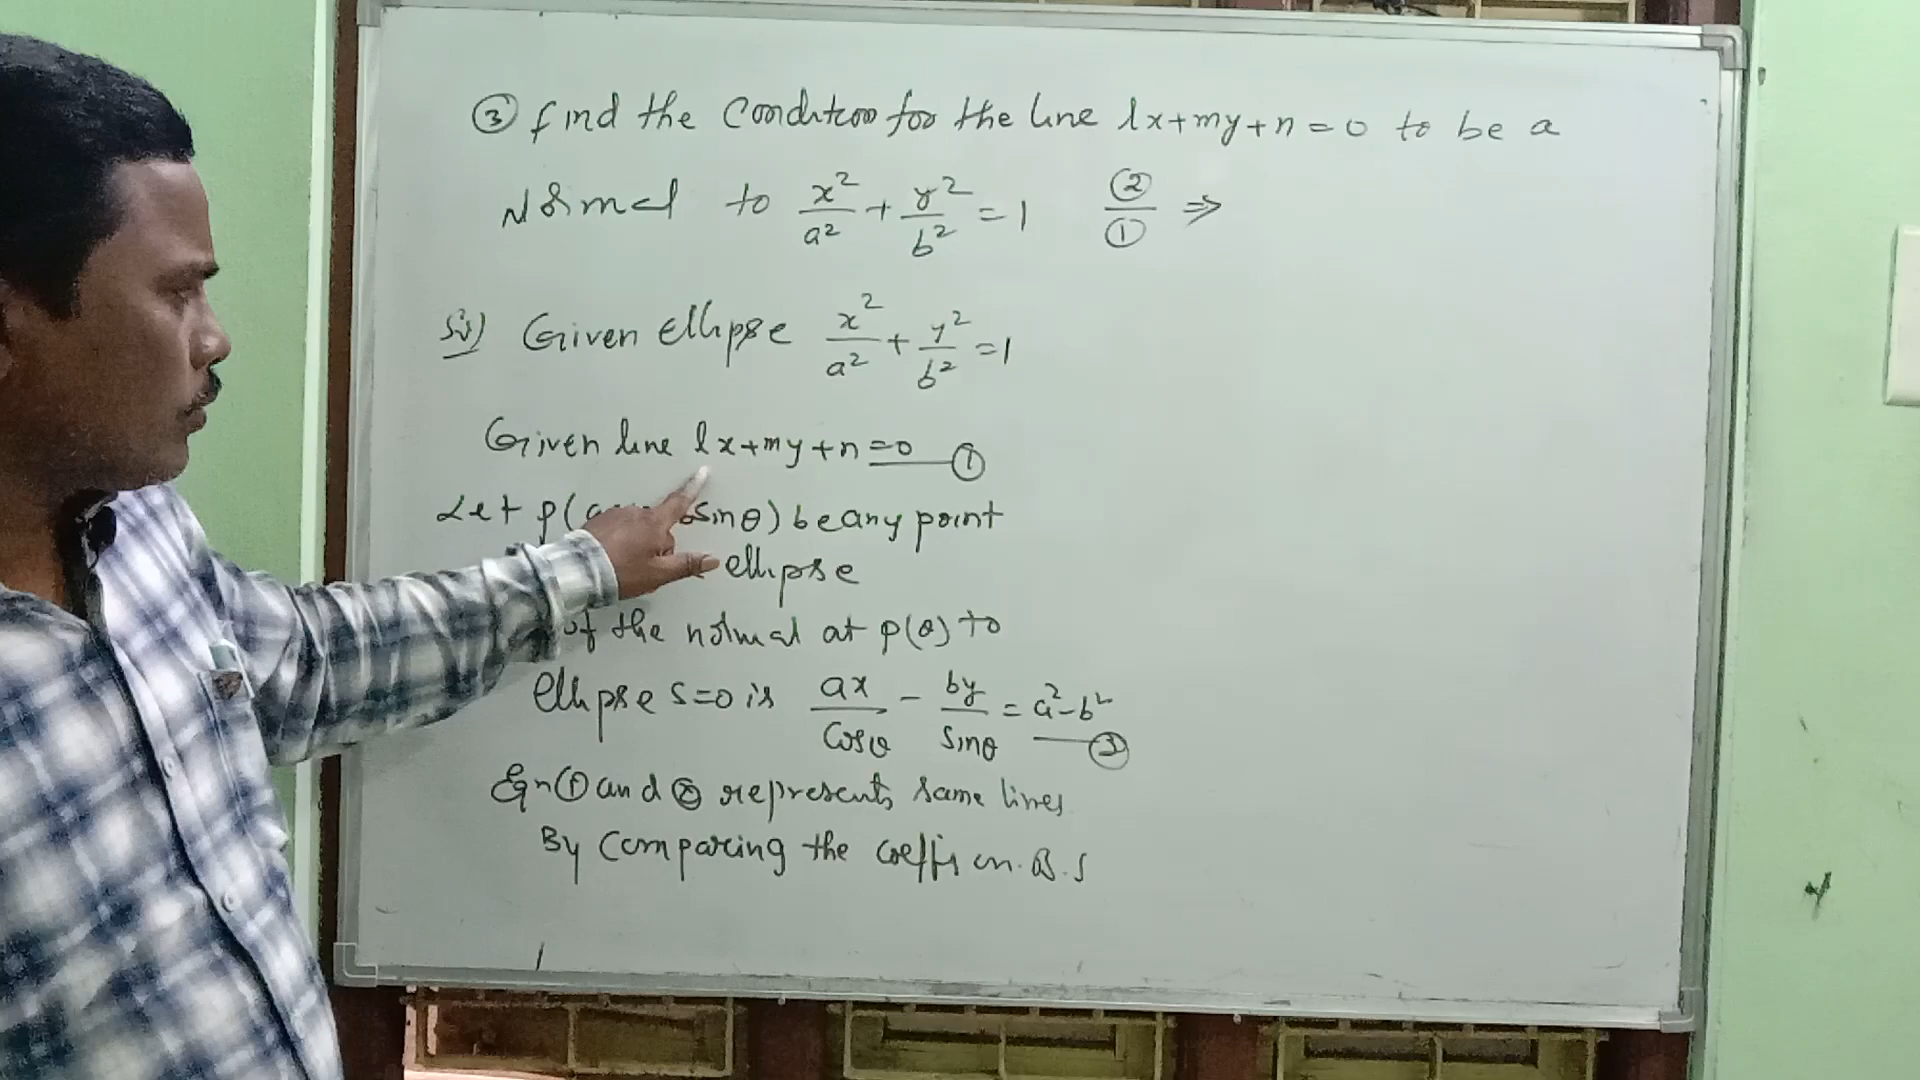 ③ find the condition for the line lx+my+n=0 to be a
Normal to x²/a² + y²/b² = 1 ②/① ⇒
Sol) Given ellipse x²/a² + y²/b² = 1
Given line lx+my+n=0 — ①
Let P( sinθ) be any point
ellipse
of the normal at P(θ) to
Ellipse S=0 is ax/cosθ - by/sinθ = a²-b² — ②
Eqn ① and ② represents same lines
By comparing the coeffis on. B.S